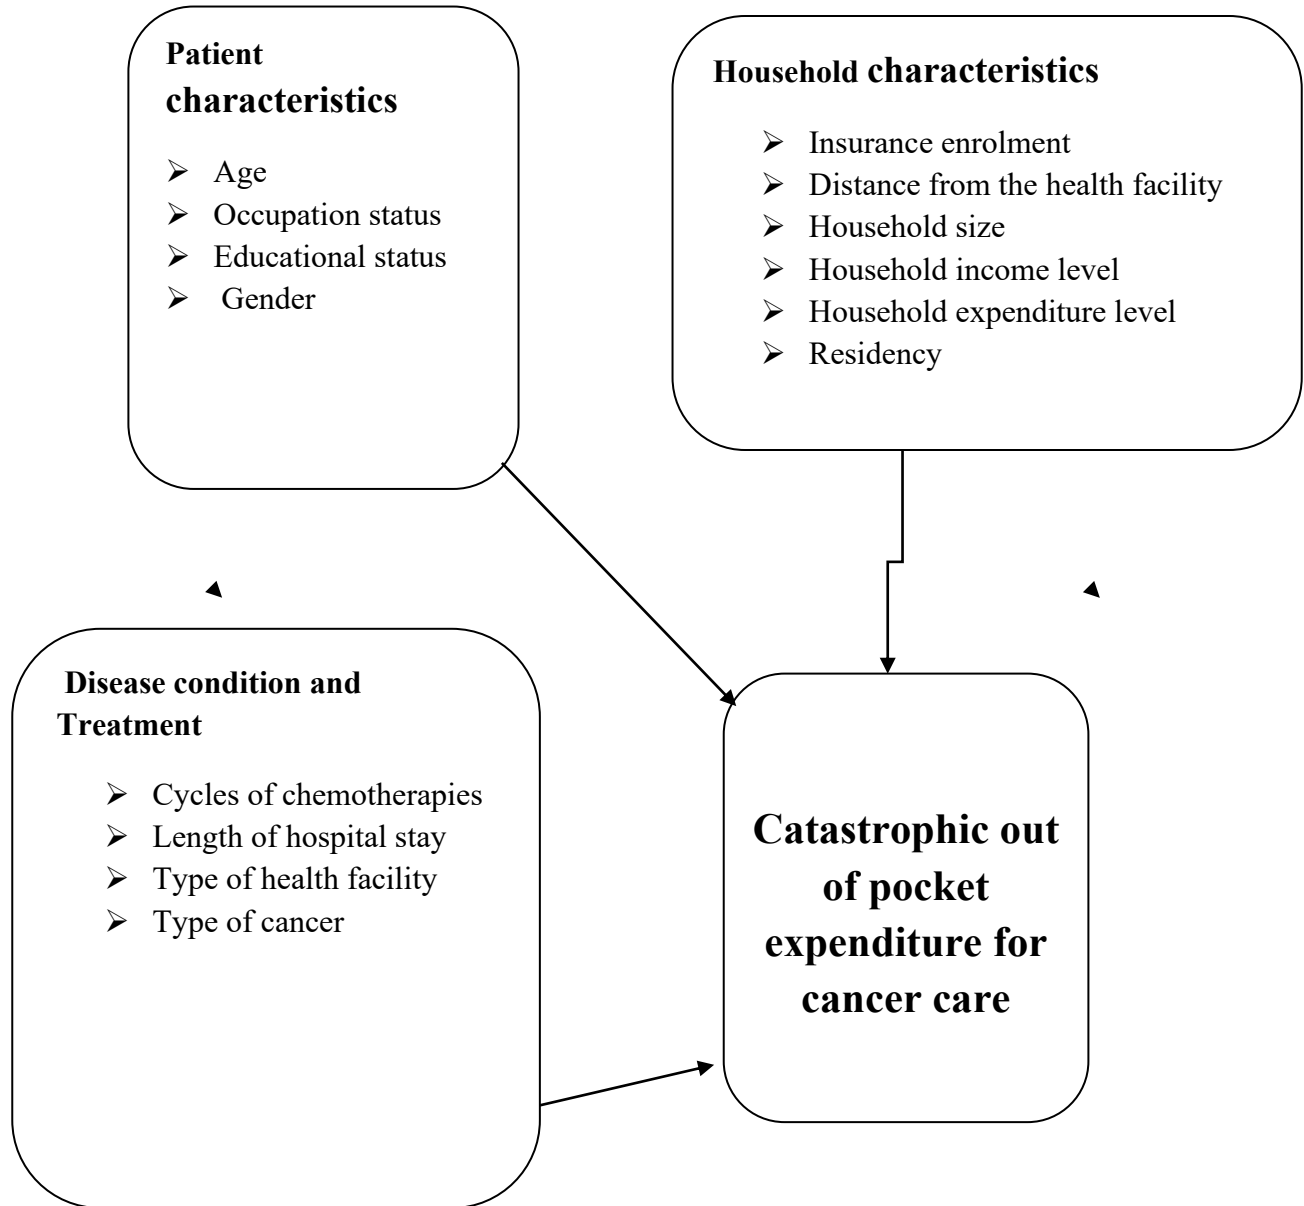 Patient
characteristics
➢ Age
➢ Occupation status
➢ Educational status
➢ Gender
Household characteristics
➢ Insurance enrolment
➢ Distance from the health facility
➢ Household size
➢ Household income level
➢ Household expenditure level
➢ Residency
Disease condition and
Treatment
➢ Cycles of chemotherapies
➢ Length of hospital stay
➢ Type of health facility
➢ Type of cancer
Catastrophic out
of pocket
expenditure for
cancer care